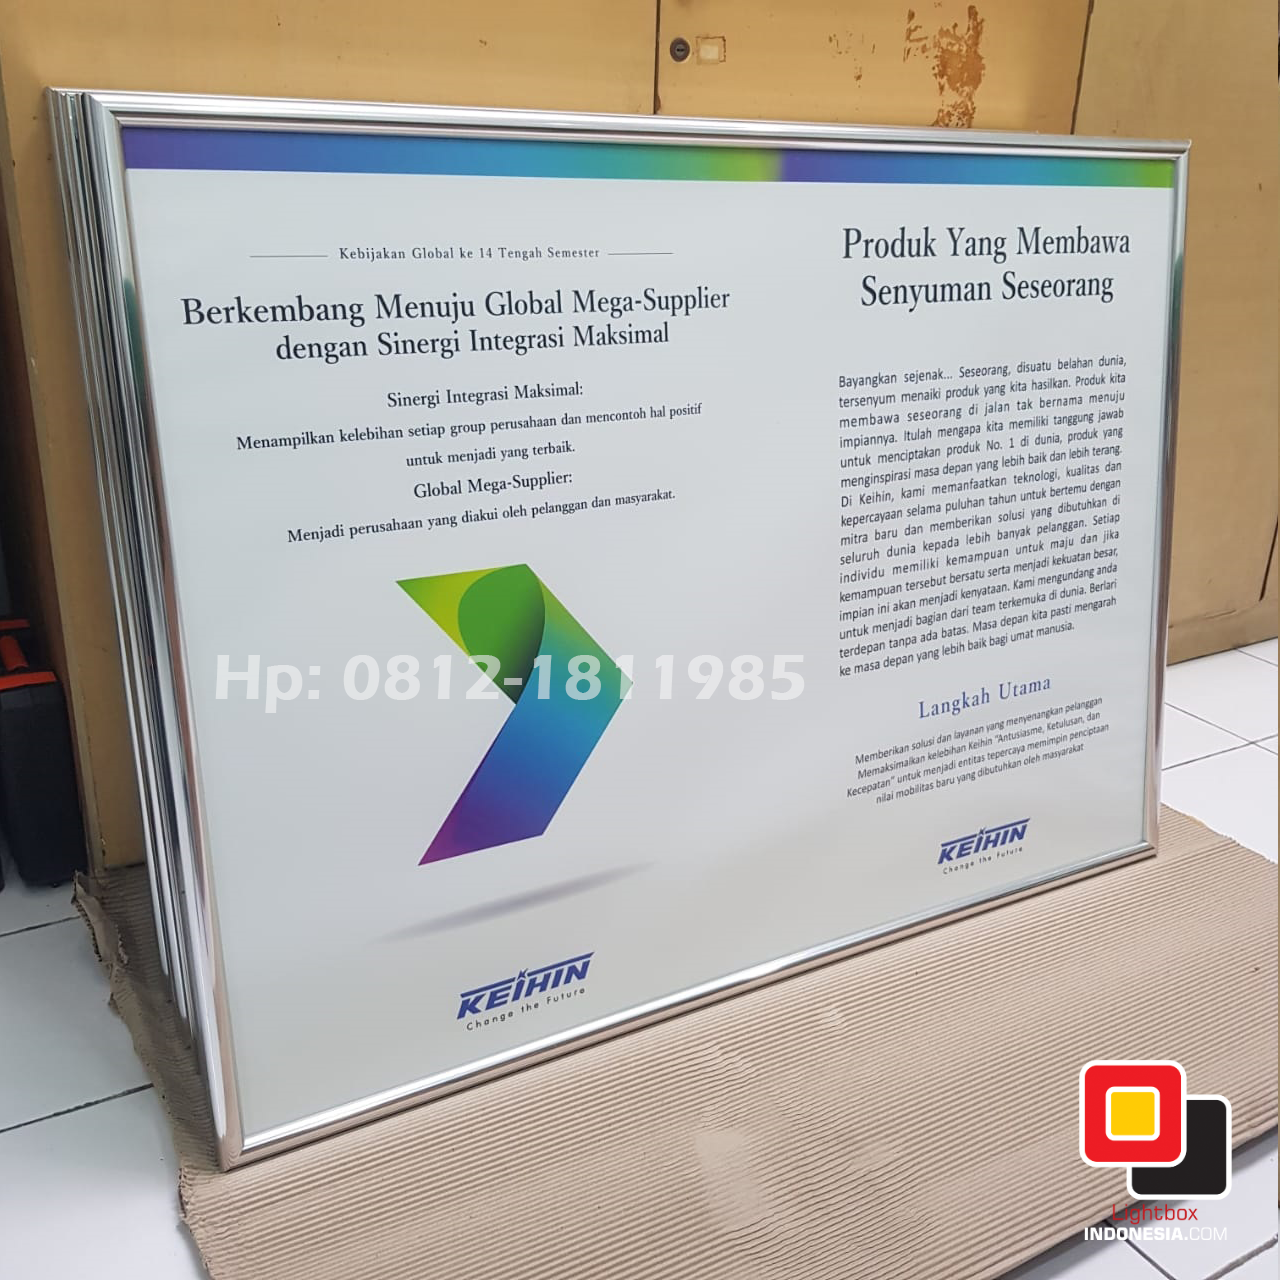 Kebijakan Global ke 14 Tengah Semester
Berkembang Menuju Global Mega-Supplier
dengan Sinergi Integrasi Maksimal
Sinergi Integrasi Maksimal:
Menampilkan kelebihan setiap group perusahaan dan mencontoh hal positif
untuk menjadi yang terbaik.
Global Mega-Supplier:
Menjadi perusahaan yang diakui oleh pelanggan dan masyarakat.
Hp: 0812-1811985
KEIHIN
Change the Future
Produk Yang Membawa
Senyuman Seseorang
Bayangkan sejenak... Seseorang, disuatu belahan dunia,
tersenyum menaiki produk yang kita hasilkan. Produk kita
membawa seseorang di jalan tak bernama menuju
impiannya. Itulah mengapa kita memiliki tanggung jawab
untuk menciptakan produk No. 1 di dunia, produk yang
menginspirasi masa depan yang lebih baik dan lebih terang.
Di Keihin, kami memanfaatkan teknologi, kualitas dan
kepercayaan selama puluhan tahun untuk bertemu dengan
mitra baru dan memberikan solusi yang dibutuhkan di
seluruh dunia kepada lebih banyak pelanggan. Setiap
individu memiliki kemampuan untuk maju dan jika
kemampuan tersebut bersatu serta menjadi kekuatan besar,
impian ini akan menjadi kenyataan. Kami mengundang anda
untuk menjadi bagian dari team terkemuka di dunia. Berlari
terdepan tanpa ada batas. Masa depan kita pasti mengarah
ke masa depan yang lebih baik bagi umat manusia.
Langkah Utama
Memberikan solusi dan layanan yang menyenangkan pelanggan
Memaksimalkan kelebihan Keihin "Antusiasme, Ketulusan, dan
Kecepatan" untuk menjadi entitas tepercaya memimpin penciptaan
nilai mobilitas baru yang dibutuhkan oleh masyarakat
KEIHIN
Change the Future
Lightbox
INDONESIA.COM